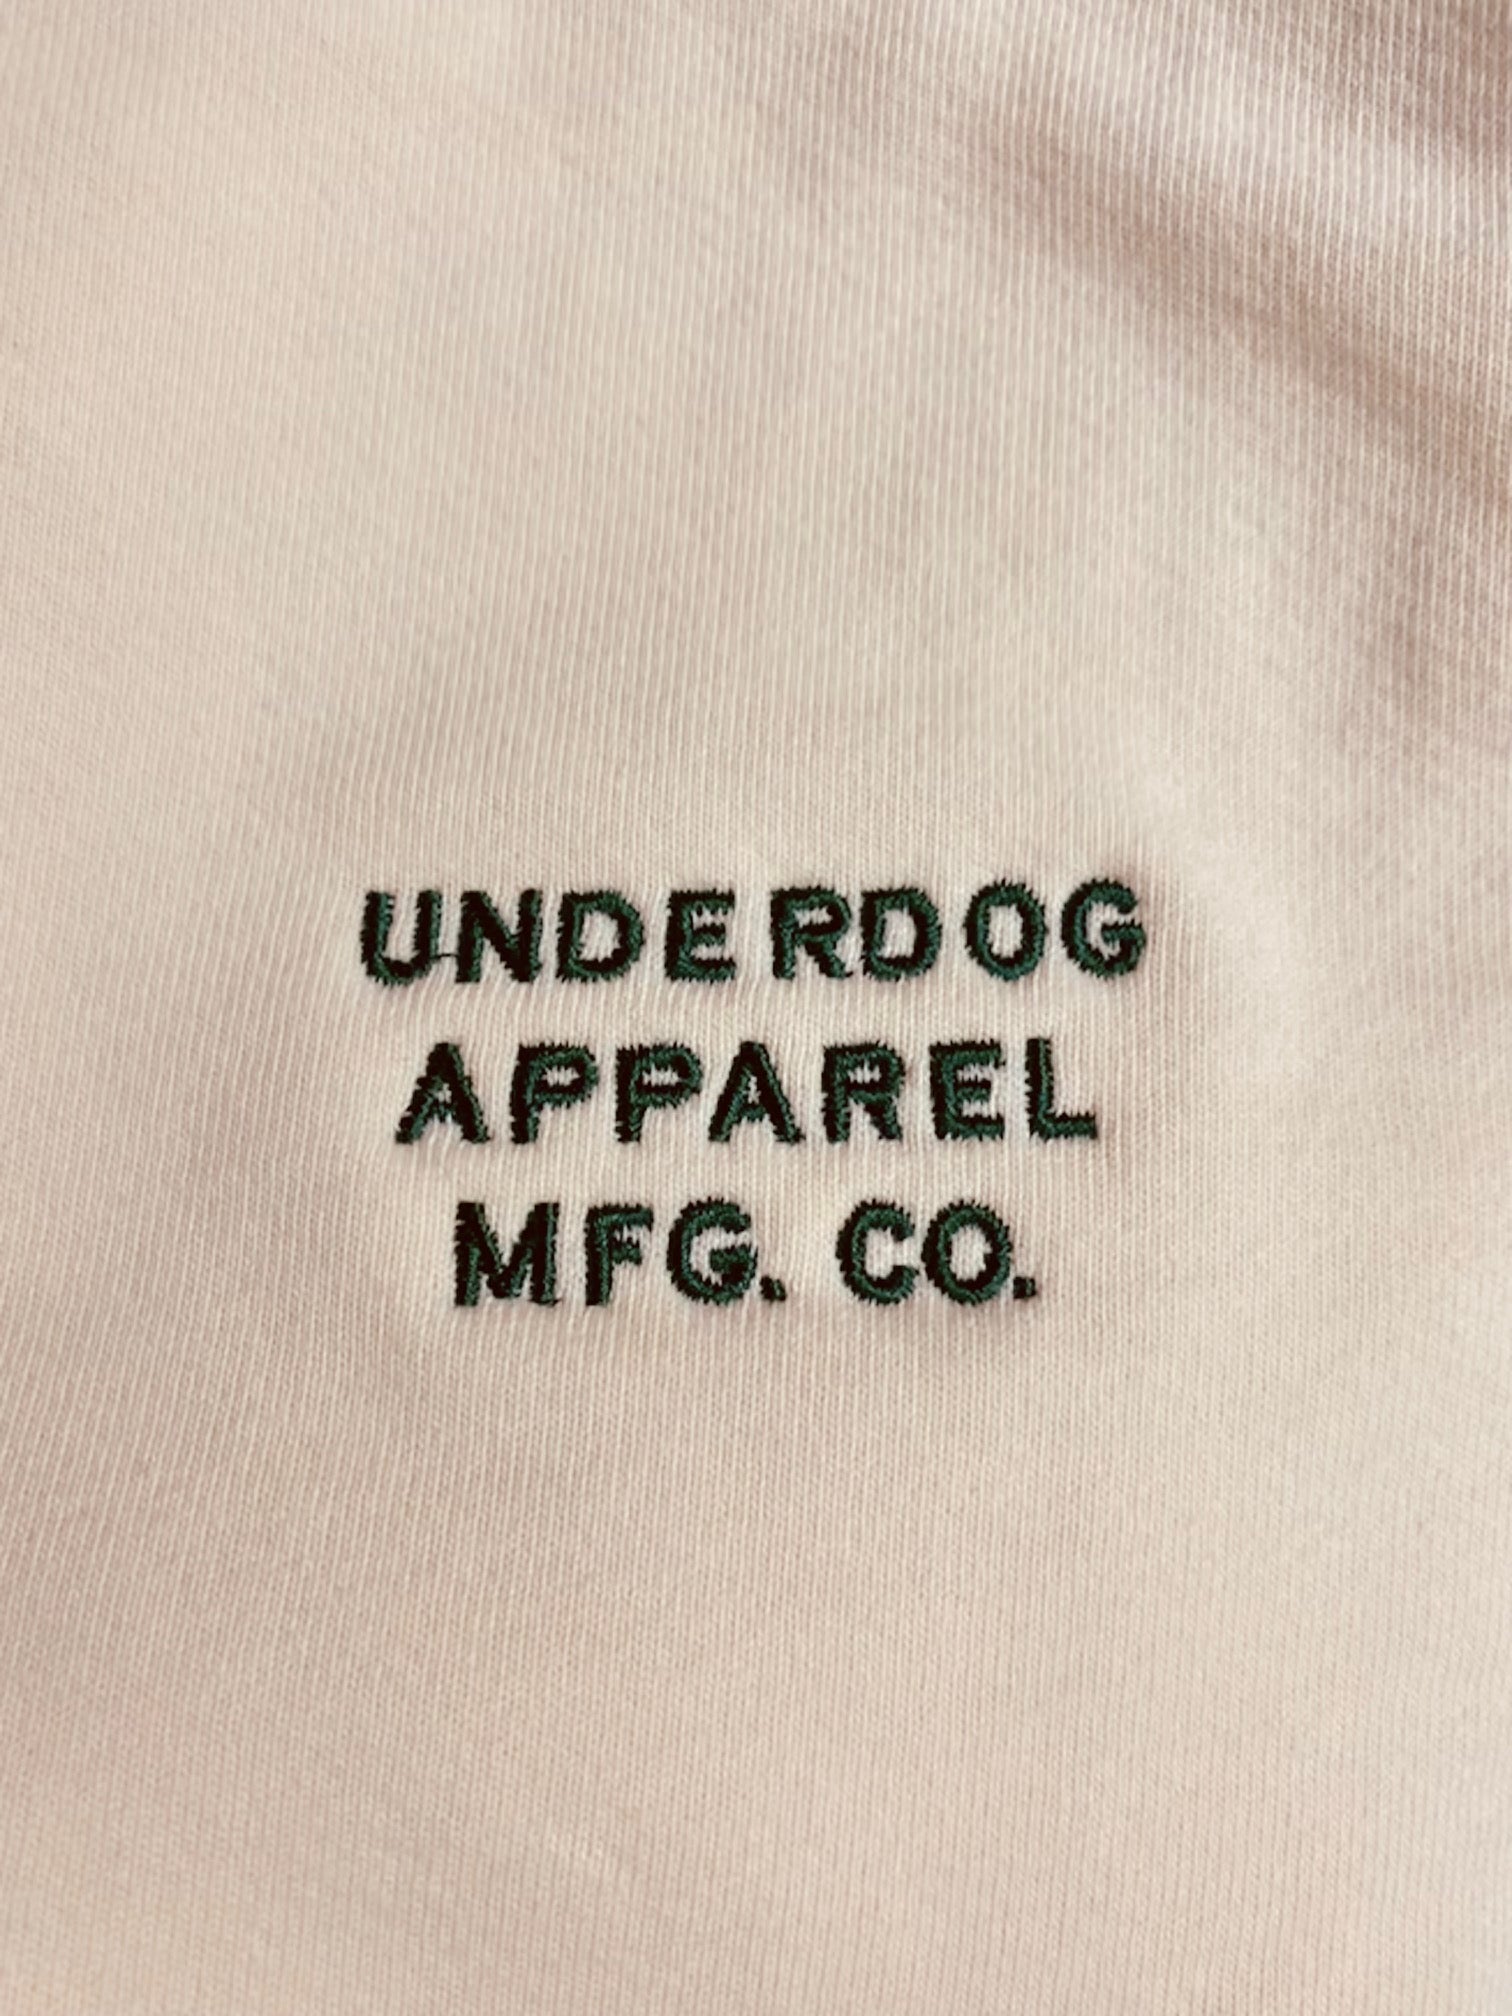 UNDERDOG
APPAREL
MFG. CO.